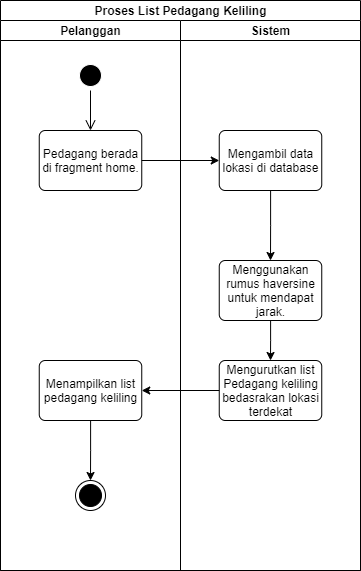 Proses List Pedagang Keliling
Pelanggan
Sistem
Pedagang berada
di fragment home.
Mengambil data
lokasi di database
Menggunakan
rumus haversine
untuk mendapat
jarak.
Mengurutkan list
Pedagang keliling
bedasrakan lokasi
terdekat
Menampilkan list
pedagang keliling